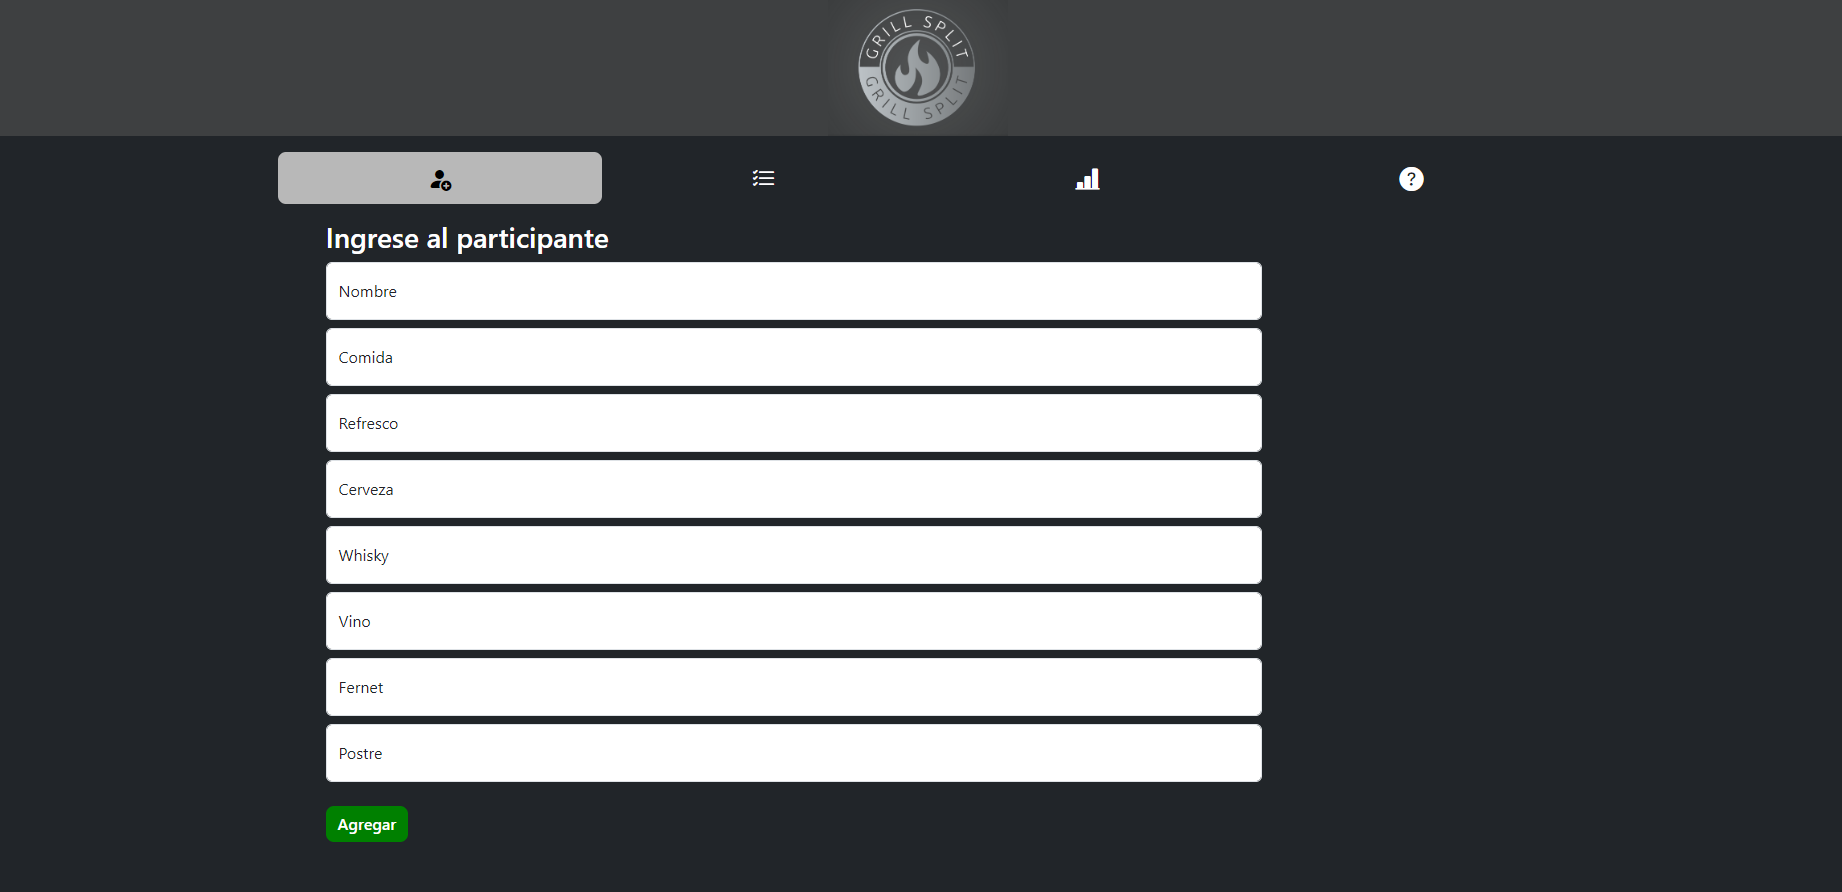 GRILL SPLIT
GRILL SPLIT
Ingrese al participante
Nombre
Comida
Refresco
Cerveza
Whisky
Vino
Fernet
Postre
Agregar